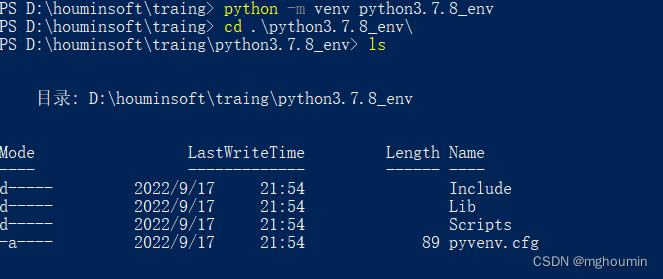 PS D:\houminsoft\traing> python -m venv python3.7.8_env
PS D:\houminsoft\traing> cd .\python3.7.8_env\
PS D:\houminsoft\traing\python3.7.8_env> ls
目录: D:\houminsoft\traing\python3.7.8_env
Mode LastWriteTime Length Name
---- ------------- ------ ----
d----- 2022/9/17 21:54 Include
d----- 2022/9/17 21:54 Lib
d----- 2022/9/17 21:54 Scripts
-a---- 2022/9/17 21:54 89 pyvenv.cfg
CSDN @mghoumin